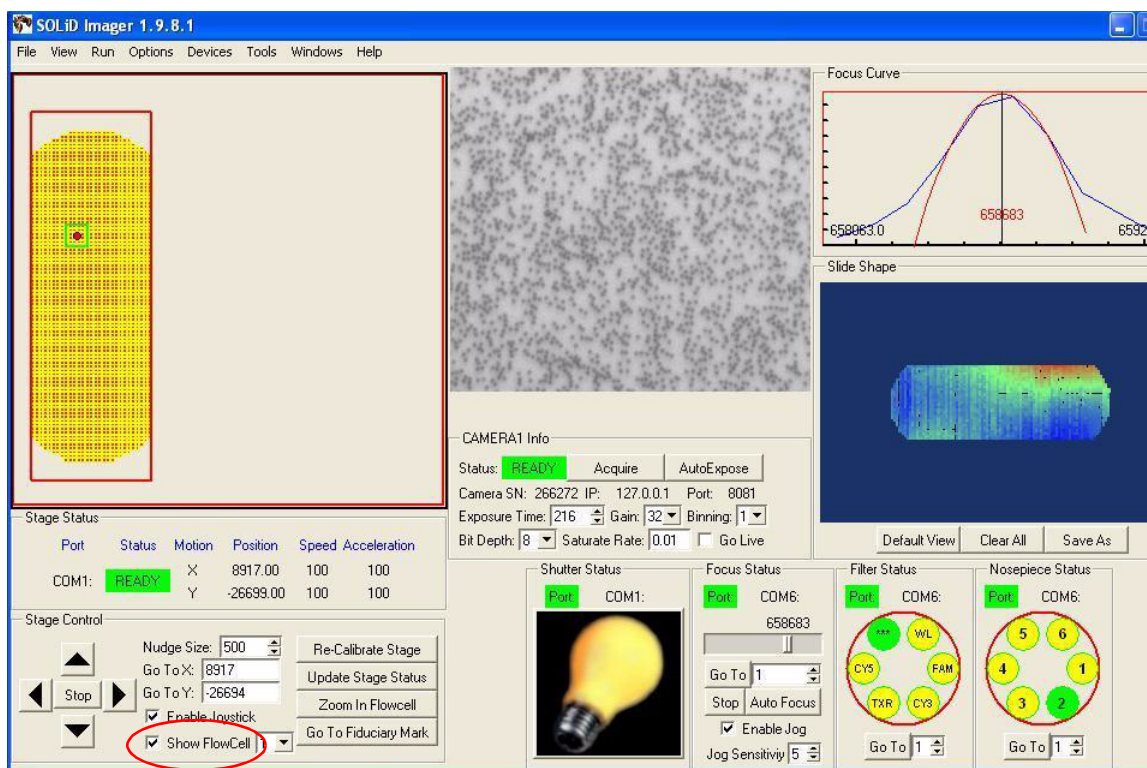 SOLiD Imager 1.9.8.1
File View Run Options Devices Tools Windows Help
Focus Curve
658683
658063.0
6592
Slide Shape
Default View Clear All Save As
CAMERA1 Info
Status: READY Acquire AutoExpose
Camera SN: 266272 IP: 127.0.0.1 Port: 8081
Exposure Time: 216 Gain: 32 Binning: 1
Bit Depth: 8 Saturate Rate: 0.01 Go Live
Stage Status
Port Status Motion Position Speed Acceleration
COM1: READY
X 8917.00 100 100
Y -26699.00 100 100
Stage Control
Stop
Nudge Size: 500
Go To X: 8917
Go To Y: -26694
Enable Joystick
Show FlowCell
Re-Calibrate Stage
Update Stage Status
Zoom In Flowcell
Go To Fiduciary Mark
Shutter Status
Port: COM1:
Focus Status
Port: COM6:
658683
Go To 1
Stop Auto Focus
Enable Jog
Jog Sensitiviy 5
Filter Status
Port: COM6:
*** WL
CY5 FAM
TXR CY3
Go To 1
Nosepiece Status
Port: COM6:
5 6
4 1
3 2
Go To 1